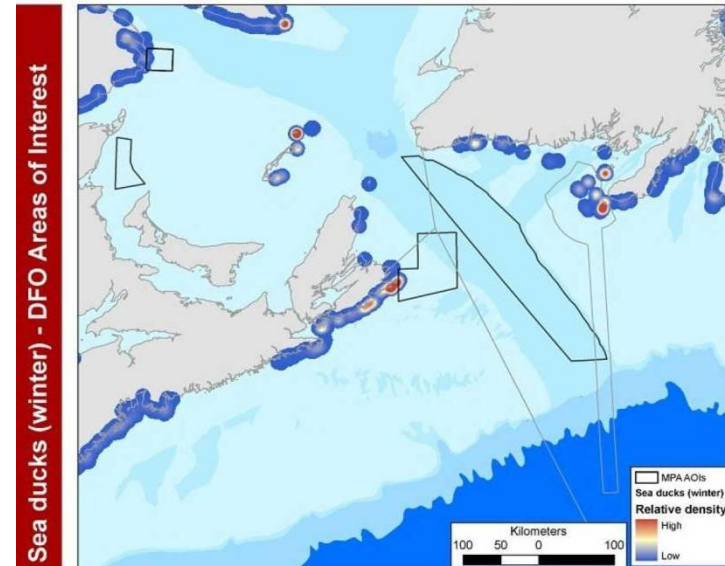 Sea ducks (winter) - DFO Areas of Interest
MPA AOIs
Sea ducks (winter)
Relative density
High
Low
Kilometers
100 50 0 100